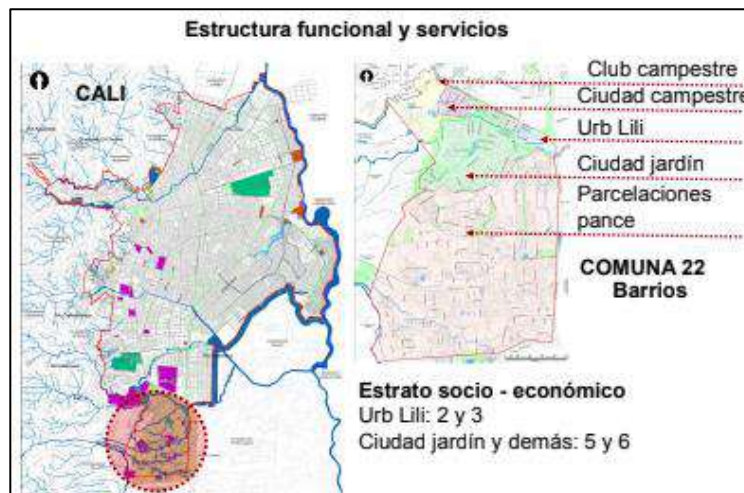 Estructura funcional y servicios
CALI
Club campestre
Ciudad campestre
Urb Lili
Ciudad jardín
Parcelaciones
pance
COMUNA 22
Barrios
Estrato socio - económico
Urb Lili: 2 y 3
Ciudad jardín y demás: 5 y 6